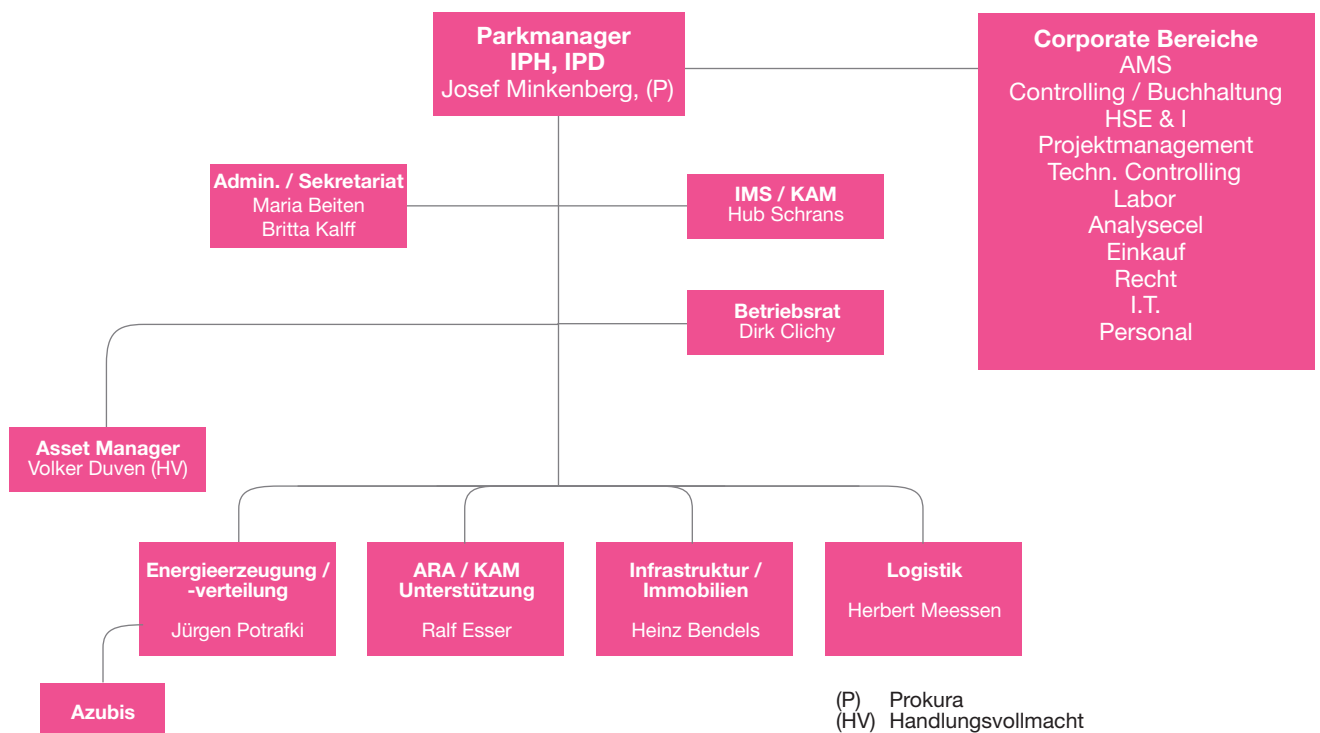 Parkmanager
IPH, IPD
Josef Minkenberg, (P)
Corporate Bereiche
AMS
Controlling / Buchhaltung
HSE & I
Projektmanagement
Techn. Controlling
Labor
Analysecel
Einkauf
Recht
I.T.
Personal
Admin. / Sekretariat
Maria Beiten
Britta Kalff
IMS / KAM
Hub Schrans
Betriebsrat
Dirk Clichy
Asset Manager
Volker Duven (HV)
Energieerzeugung /
-verteilung
Jürgen Potrafki
ARA / KAM
Unterstützung
Ralf Esser
Infrastruktur /
Immobilien
Heinz Bendels
Logistik
Herbert Meessen
Azubis
(P) Prokura
(HV) Handlungsvollmacht